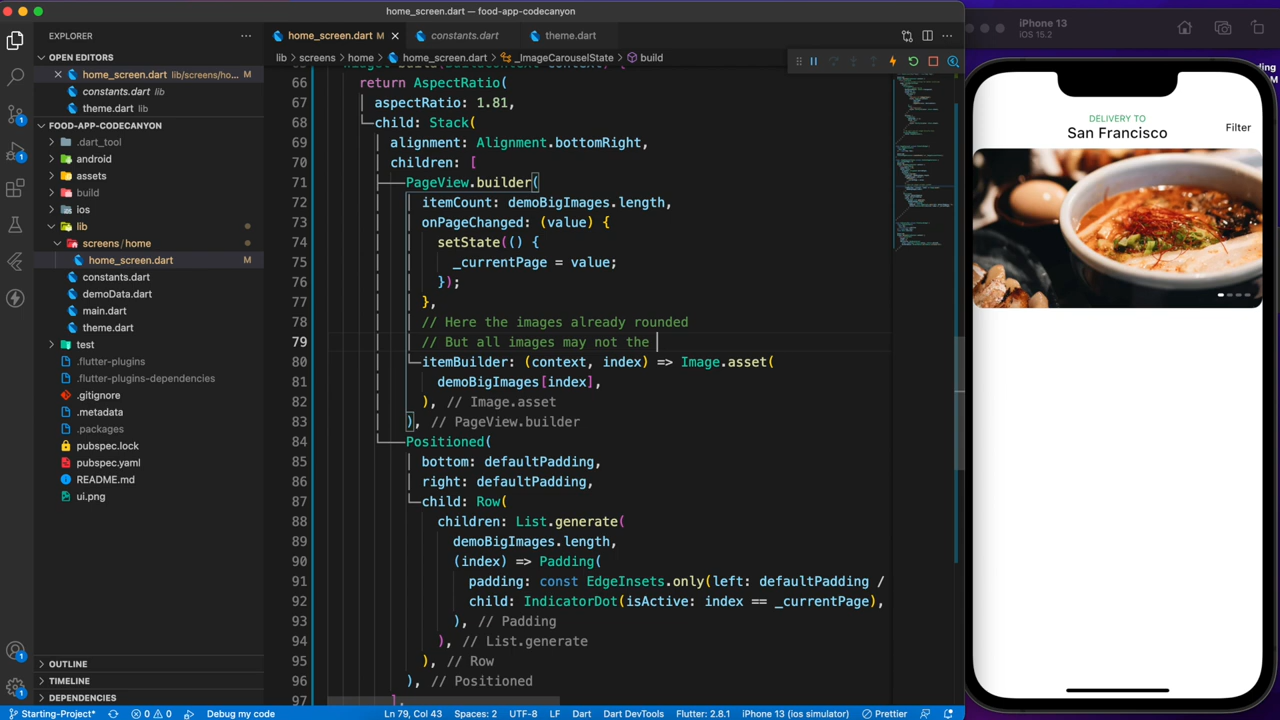 home_screen.dart — food-app-codecanyon
EXPLORER
OPEN EDITORS
home_screen.dart lib/screens/ho... M
constants.dart lib
theme.dart lib
FOOD-APP-CODECANYON
.dart_tool
android
assets
build
ios
lib
screens / home
home_screen.dart M
constants.dart
demoData.dart
main.dart
theme.dart
test
.flutter-plugins
.flutter-plugins-dependencies
.gitignore
.metadata
.packages
pubspec.lock
pubspec.yaml
README.md
ui.png
OUTLINE
TIMELINE
DEPENDENCIES
home_screen.dart M
constants.dart
theme.dart
lib › screens › home › home_screen.dart › _ImageCarouselState › build
66 return AspectRatio(
67 aspectRatio: 1.81,
68 child: Stack(
69 alignment: Alignment.bottomRight,
70 children: [
71 PageView.builder(
72 itemCount: demoBigImages.length,
73 onPageChanged: (value) {
74 setState(() {
75 _currentPage = value;
76 });
77 },
78 // Here the images already rounded
79 // But all images may not the
80 itemBuilder: (context, index) => Image.asset(
81 demoBigImages[index],
82 ), // Image.asset
83 ), // PageView.builder
84 Positioned(
85 bottom: defaultPadding,
86 right: defaultPadding,
87 child: Row(
88 children: List.generate(
89 demoBigImages.length,
90 (index) => Padding(
91 padding: const EdgeInsets.only(left: defaultPadding /
92 child: IndicatorDot(isActive: index == _currentPage),
93 ), // Padding
94 ), // List.generate
95 ), // Row
96 ), // Positioned
97 ],
iPhone 13
iOS 15.2
DELIVERY TO
San Francisco
Filter
Starting-Project*
0 0
Debug my code
Ln 79, Col 43
Spaces: 2
UTF-8
LF
Dart
Dart DevTools
Flutter: 2.8.1
iPhone 13 (ios simulator)
Prettier